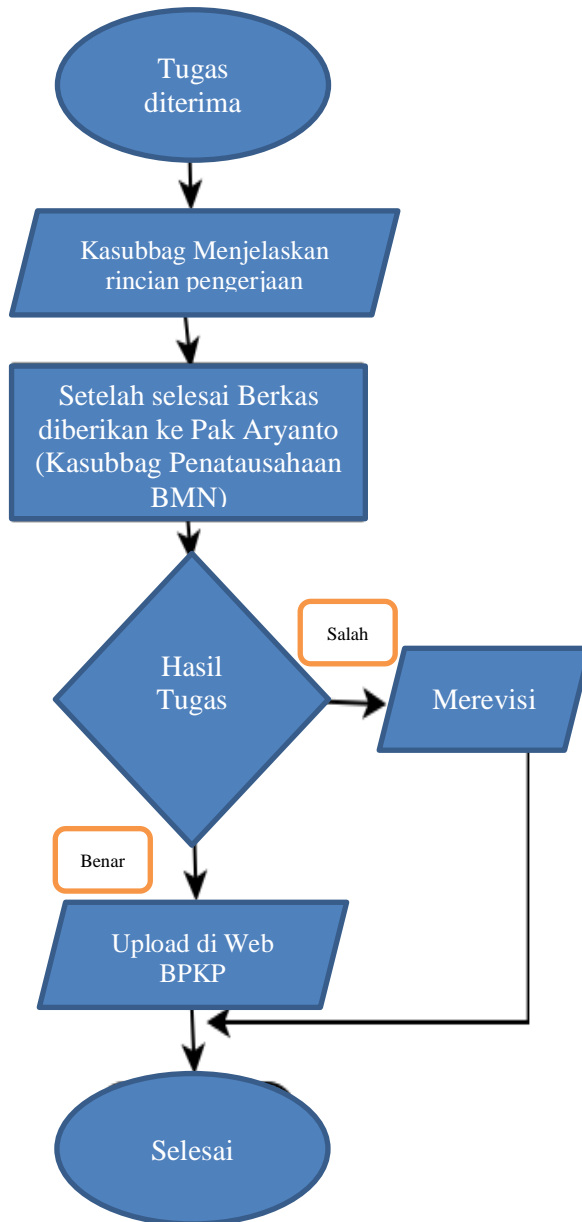 Tugas
diterima
Kasubbag Menjelaskan
rincian pengerjaan
Setelah selesai Berkas
diberikan ke Pak Aryanto
(Kasubbag Penatausahaan
BMN)
Hasil
Tugas
Salah
Merevisi
Benar
Upload di Web
BPKP
Selesai